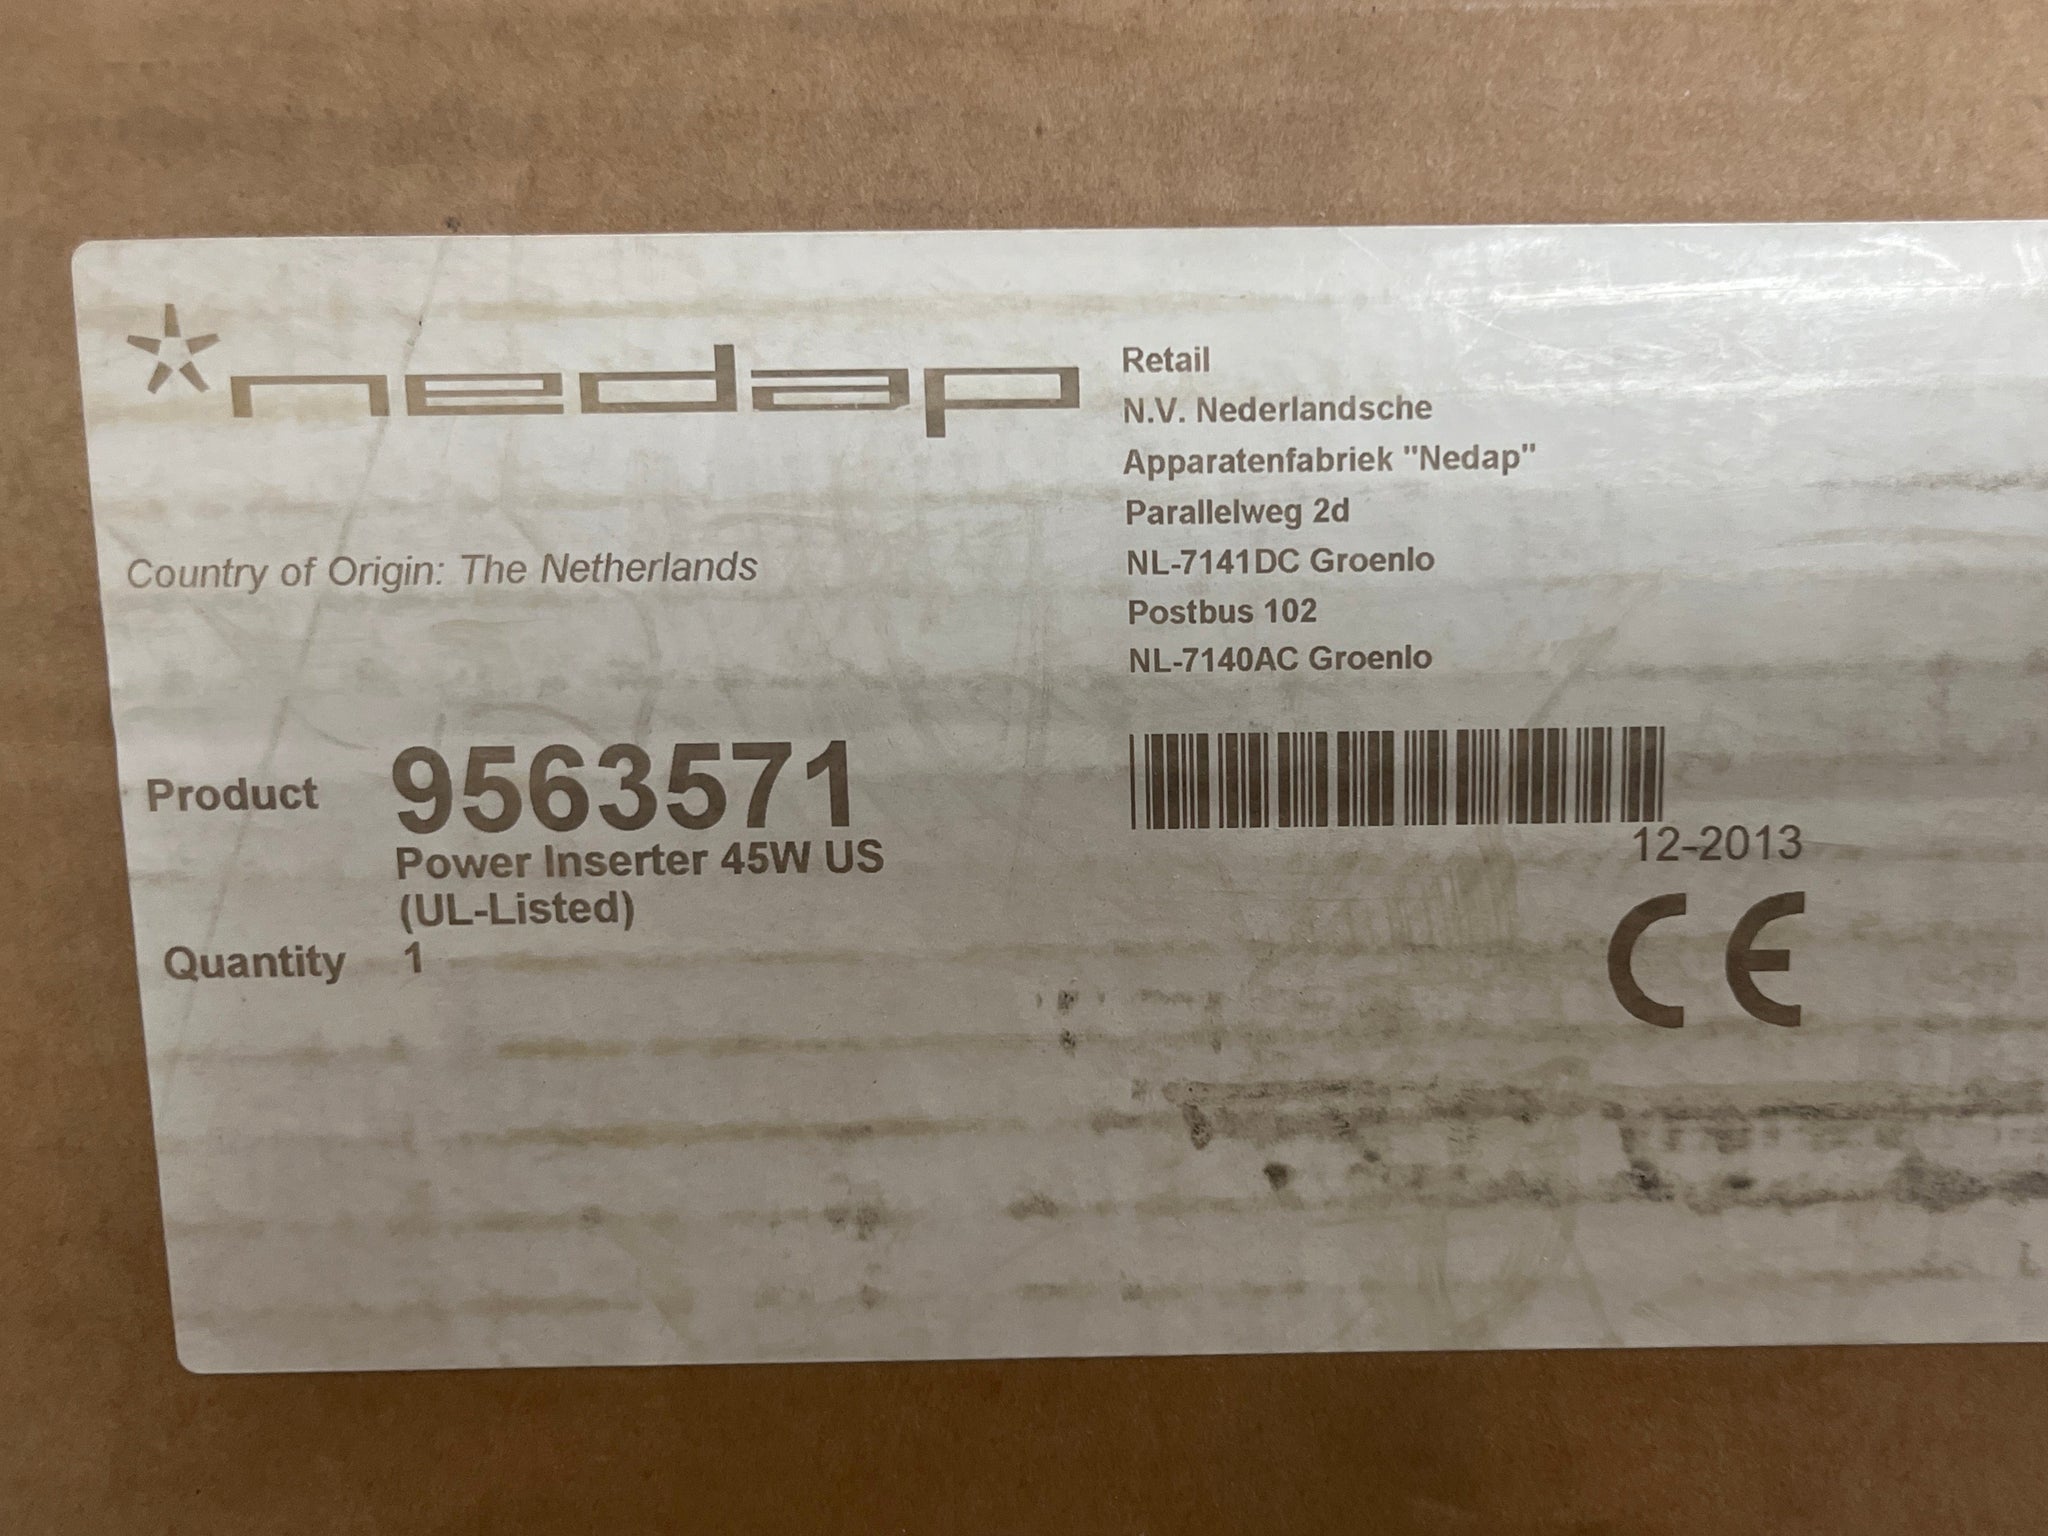 nedap
Retail
N.V. Nederlandsche
Apparatenfabriek "Nedap"
Parallelweg 2d
NL-7141DC Groenlo
Postbus 102
NL-7140AC Groenlo
Country of Origin: The Netherlands
Product 9563571
Power Inserter 45W US
(UL-Listed)
Quantity 1
12-2013
CE